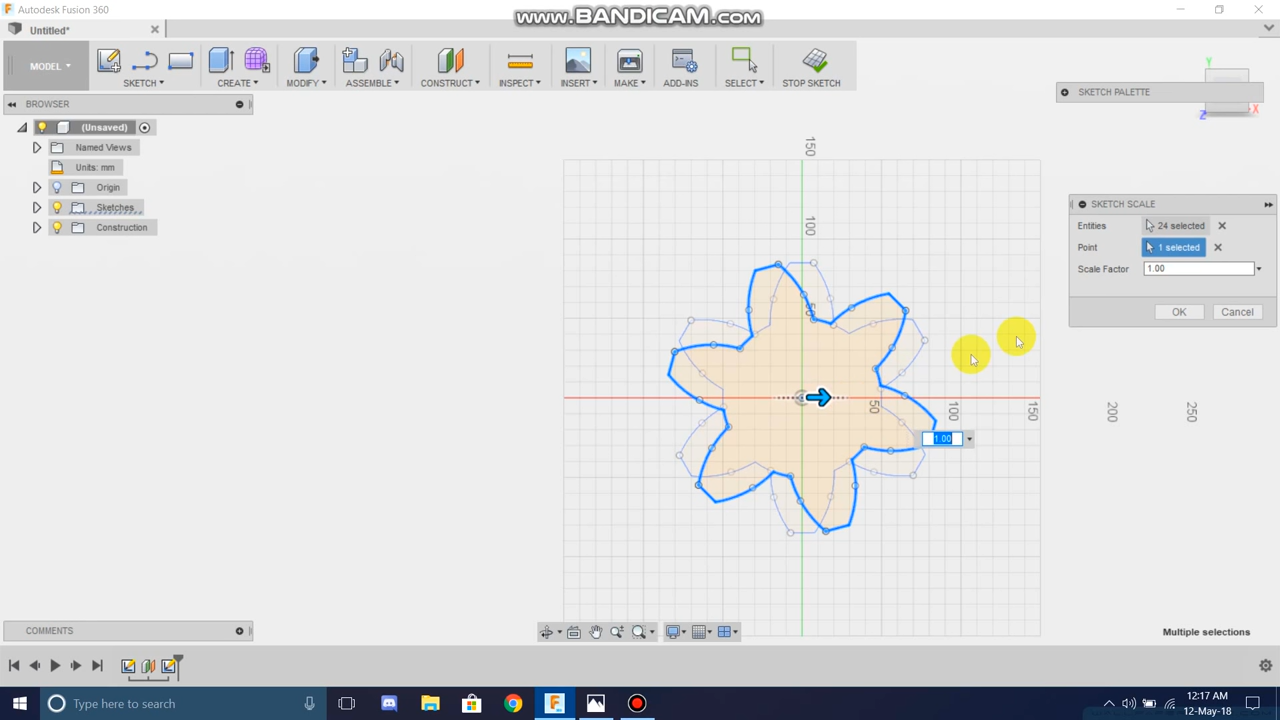 Autodesk Fusion 360
www.BANDICAM.com
Untitled*
MODEL
SKETCH
CREATE
MODIFY
ASSEMBLE
CONSTRUCT
INSPECT
INSERT
MAKE
ADD-INS
SELECT
STOP SKETCH
BROWSER
SKETCH PALETTE
Y
X
Z
(Unsaved)
Named Views
Units: mm
Origin
Sketches
Construction
150
100
50
50
100
150
200
250
SKETCH SCALE
Entities 24 selected
Point 1 selected
Scale Factor 1.00
OK Cancel
1.00
COMMENTS
Multiple selections
Type here to search
12:17 AM
12-May-18